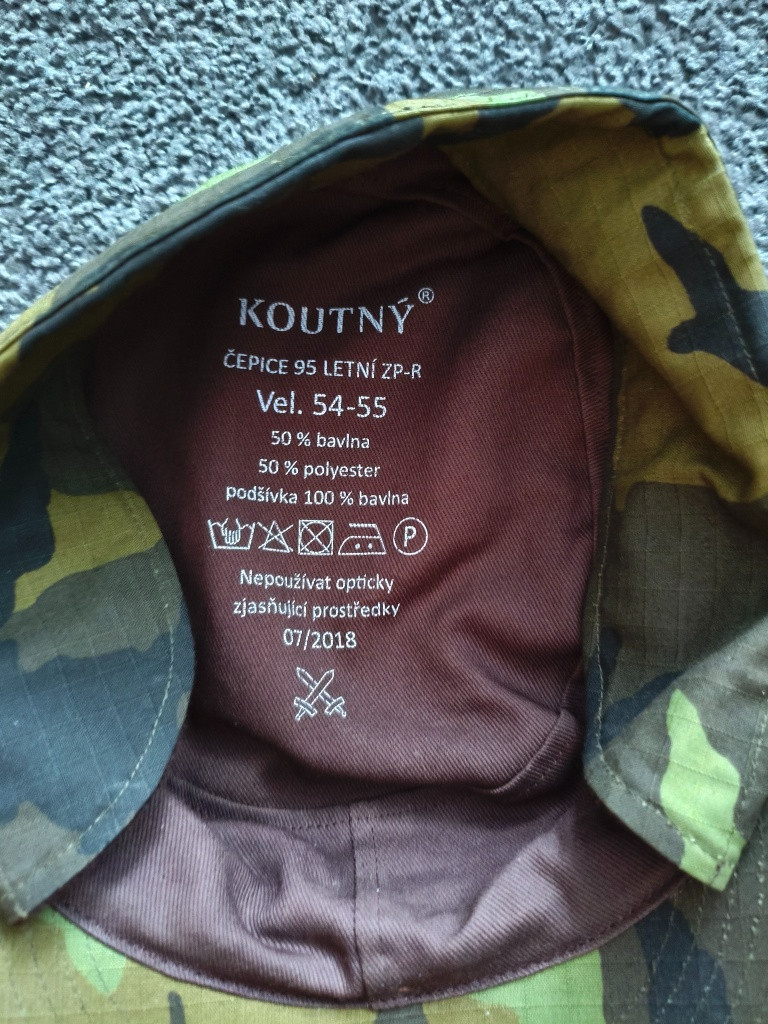 KOUTNÝ®
ČEPICE 95 LETNÍ ZP-R
Vel. 54-55
50 % bavlna
50 % polyester
podšívka 100 % bavlna
P
Nepoužívat opticky
zjasňující prostředky
07/2018